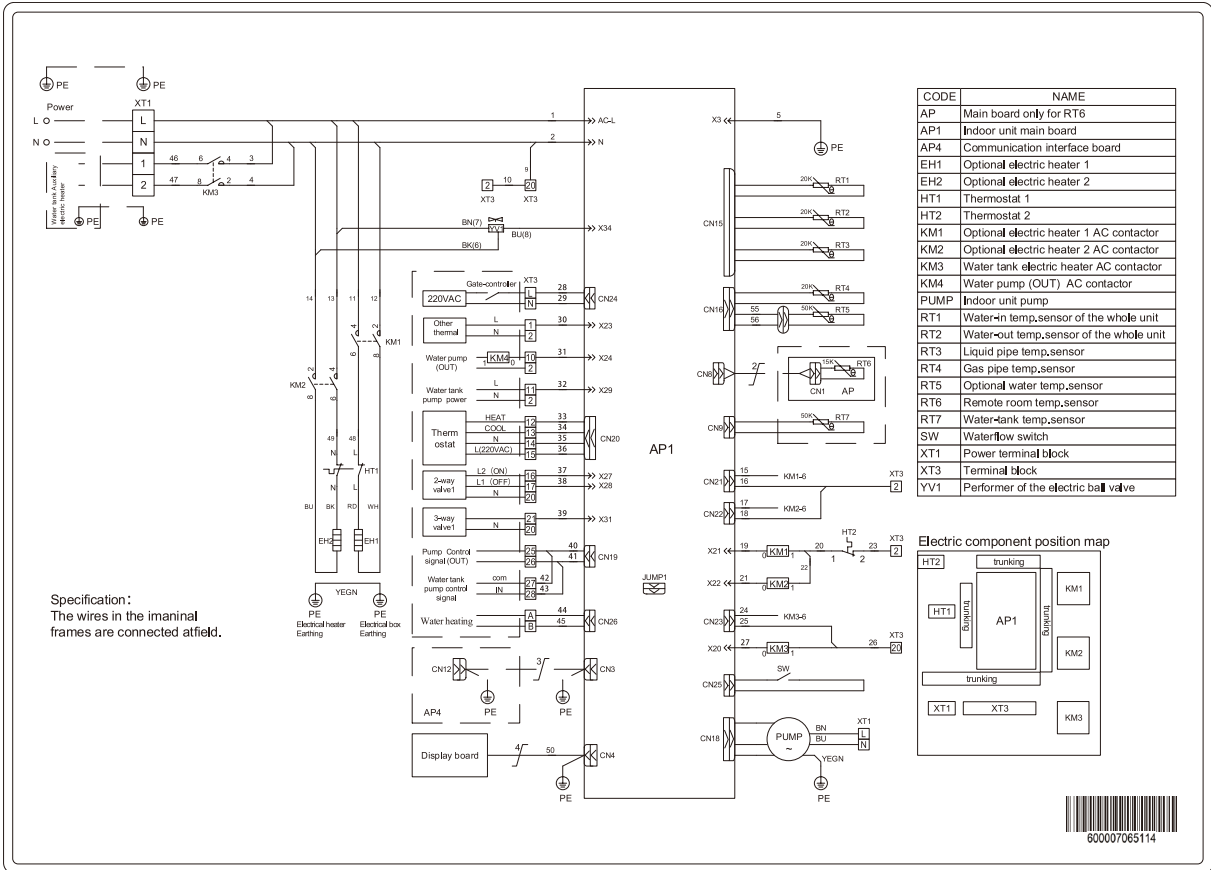 PE
PE
Power
XT1
L
N
L
N
1
2
46
6
4
3
47
8
2
4
KM3
Water tank Auxiliary
electric heater
PE
PE
1
AC-L
2
N
9
2
10
20
XT3
XT3
BN(7)
YV1
BU(8)
X34
BK(6)
14
13
11
12
4
2
KM1
6
8
2
4
KM2
8
6
49
48
N
L
HT1
N
L
BU
BK
RD
WH
EH2
EH1
YEGN
PE
PE
Electrical heater
Earthing
Electrical box
Earthing
Specification:
The wires in the imaninal
frames are connected atfield.
Gate-controller
XT3
220VAC
L
28
N
29
CN24
Other
thermal
L
1
30
X23
N
2
Water pump
(OUT)
1
KM4
0
10
31
X24
2
Water tank
pump power
L
11
32
X29
N
2
Therm
ostat
HEAT
12
33
COOL
13
34
N
14
35
L(220VAC)
15
36
CN20
2-way
valve1
L2 (ON)
16
37
X27
L1 (OFF)
17
38
X28
N
20
3-way
valve1
21
39
X31
N
20
Pump Control
signal (OUT)
25
40
26
41
CN19
Water tank
pump control
signal
com
27
42
IN
28
43
Water heating
A
44
B
45
CN26
CN12
3
CN3
PE
PE
AP4
Display board
4
50
CN4
PE
AP1
JUMP1
X3
5
PE
CN15
20K
RT1
20K
RT2
20K
RT3
CN16
20K
RT4
55
50K
RT5
56
CN8
2
15K
RT6
CN1
AP
CN9
50K
RT7
CN21
15
16
KM1-6
XT3
2
CN22
17
18
KM2-6
X21
19
0
KM1
1
20
HT2
1
2
23
XT3
2
22
X22
21
0
KM2
1
CN23
24
25
KM3-6
X20
27
0
KM3
1
26
XT3
20
CN25
SW
CN18
PUMP
~
BN
BU
XT1
L
N
YEGN
PE
CODE NAME
AP Main board only for RT6
AP1 Indoor unit main board
AP4 Communication interface board
EH1 Optional electric heater 1
EH2 Optional electric heater 2
HT1 Thermostat 1
HT2 Thermostat 2
KM1 Optional electric heater 1 AC contactor
KM2 Optional electric heater 2 AC contactor
KM3 Water tank electric heater AC contactor
KM4 Water pump (OUT) AC contactor
PUMP Indoor unit pump
RT1 Water-in temp.sensor of the whole unit
RT2 Water-out temp.sensor of the whole unit
RT3 Liquid pipe temp.sensor
RT4 Gas pipe temp.sensor
RT5 Optional water temp.sensor
RT6 Remote room temp.sensor
RT7 Water-tank temp.sensor
SW Waterflow switch
XT1 Power terminal block
XT3 Terminal block
YV1 Performer of the electric ball valve
Electric component position map
HT2
trunking
KM1
HT1
trunking
AP1
trunking
KM2
trunking
XT1
XT3
KM3
600007065114